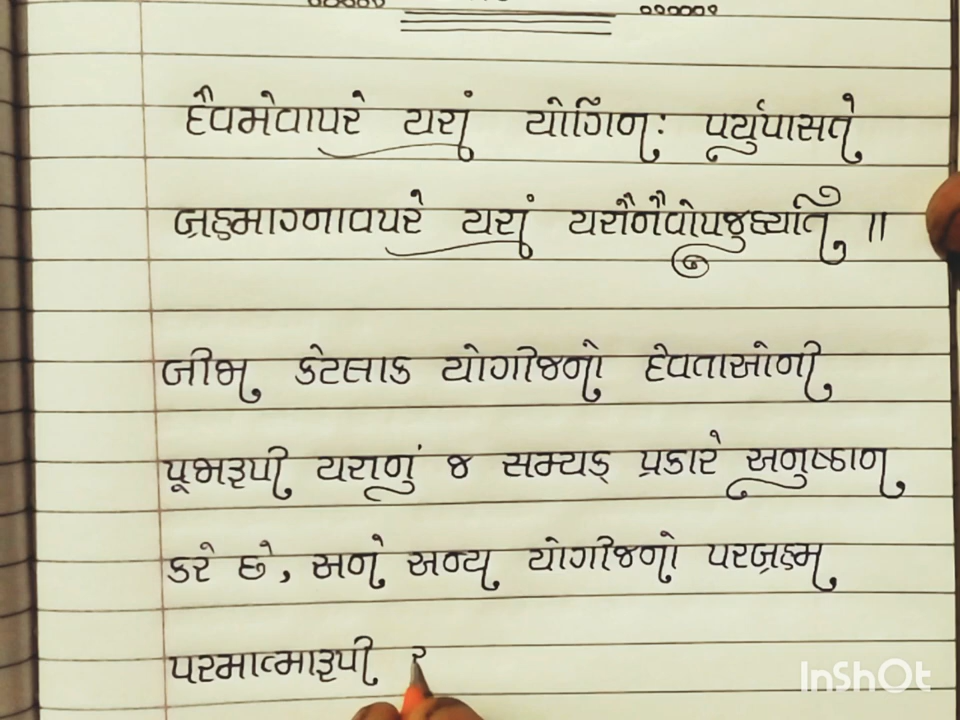 દૈવમેવાપરે યજ્ઞં યોગિનઃ પર્યુપાસતે
બ્રહ્માગ્નાવપરે યજ્ઞં યજ્ઞેનૈવોપજુહ્વતિ ॥
બીજા કેટલાક યોગીજનો દેવતાઓની
પૂજારૂપી યજ્ઞનું જ સમ્યક્ પ્રકારે અનુષ્ઠાન
કરે છે, અને અન્ય યોગીજનો પરબ્રહ્મ
પરમાત્મારૂપી
InShOt